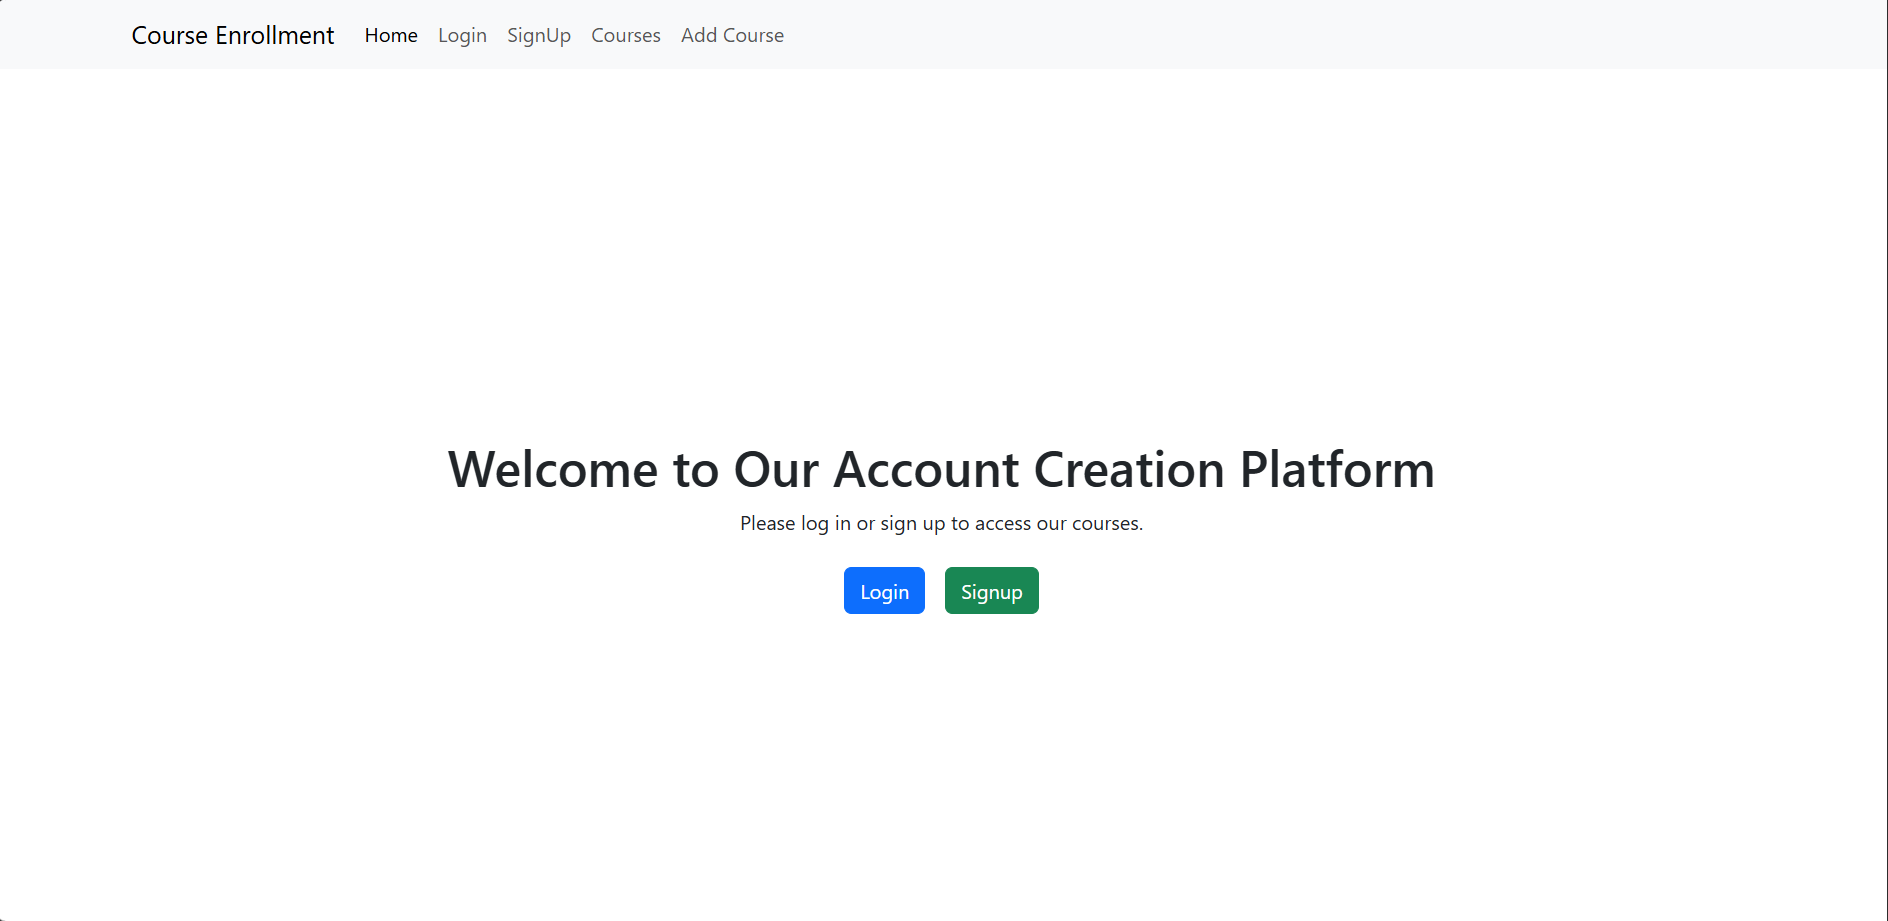 Course Enrollment Home Login SignUp Courses Add Course
Welcome to Our Account Creation Platform
Please log in or sign up to access our courses.
Login Signup